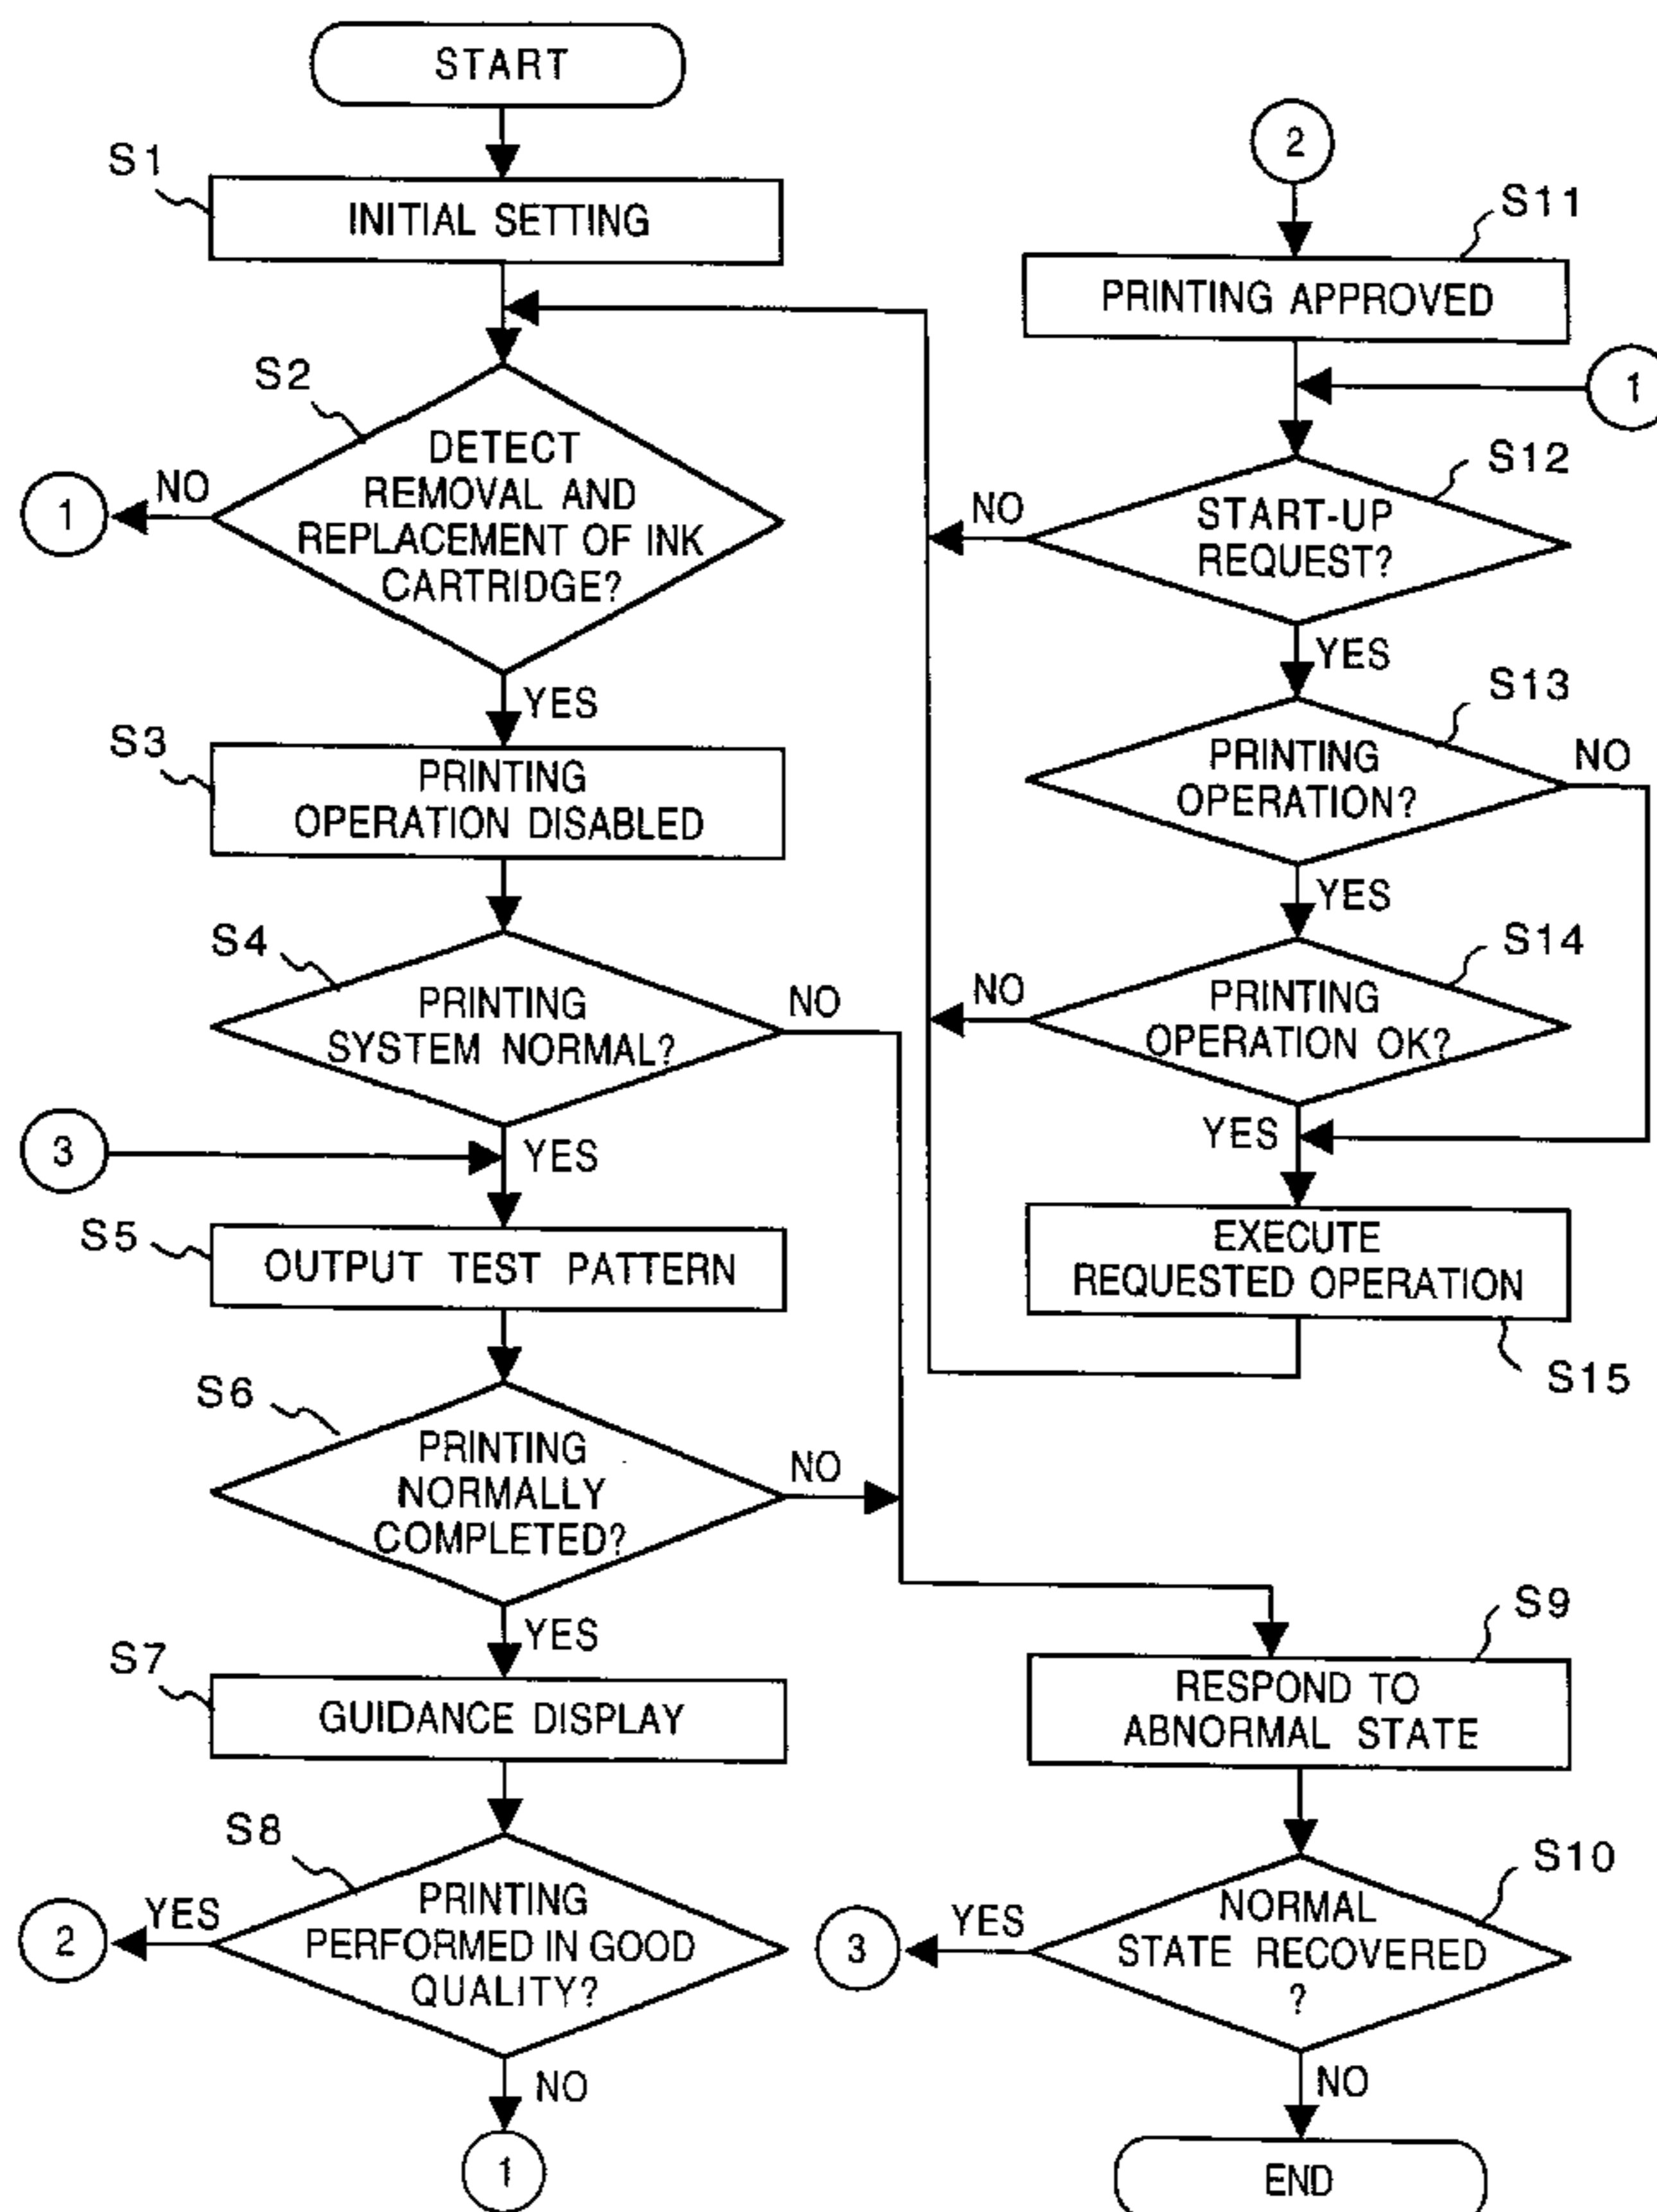 START
S1
INITIAL SETTING
S2
DETECT
REMOVAL AND
REPLACEMENT OF INK
CARTRIDGE?
NO
1
YES
S3
PRINTING
OPERATION DISABLED
S4
PRINTING
SYSTEM NORMAL?
NO
3
YES
S5
OUTPUT TEST PATTERN
S6
PRINTING
NORMALLY
COMPLETED?
NO
YES
S7
GUIDANCE DISPLAY
S8
PRINTING
PERFORMED IN GOOD
QUALITY?
YES
2
NO
1
2
S11
PRINTING APPROVED
1
S12
START-UP
REQUEST?
NO
YES
S13
PRINTING
OPERATION?
NO
YES
S14
PRINTING
OPERATION OK?
NO
YES
EXECUTE
REQUESTED OPERATION
S15
S9
RESPOND TO
ABNORMAL STATE
S10
NORMAL
STATE RECOVERED
?
YES
3
NO
END